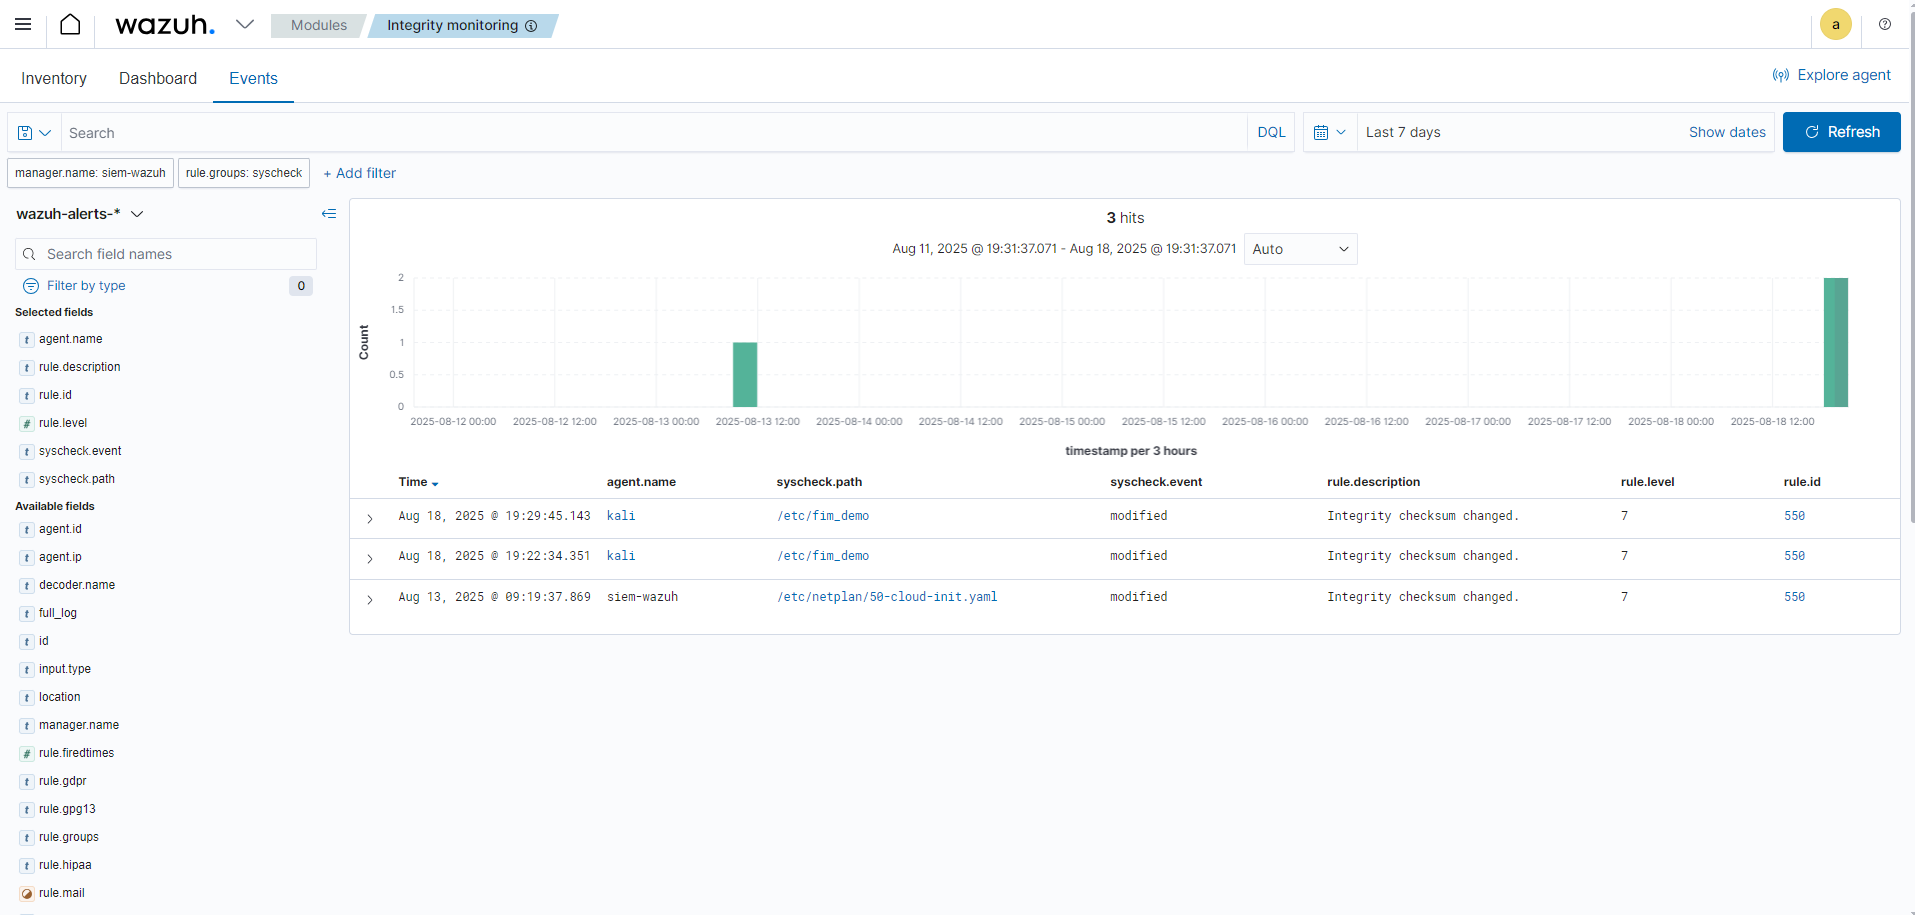 wazuh. Modules Integrity monitoring a
Inventory Dashboard Events Explore agent
Search DQL Last 7 days Show dates Refresh
manager.name: siem-wazuh rule.groups: syscheck + Add filter
wazuh-alerts-*
Search field names
Filter by type 0
Selected fields
t agent.name
t rule.description
t rule.id
# rule.level
t syscheck.event
t syscheck.path
Available fields
t agent.id
t agent.ip
t decoder.name
t full_log
t id
t input.type
t location
t manager.name
# rule.firedtimes
t rule.gdpr
t rule.gpg13
t rule.groups
t rule.hipaa
rule.mail
3 hits
Aug 11, 2025 @ 19:31:37.071 - Aug 18, 2025 @ 19:31:37.071 Auto
Count
2
1.5
1
0.5
0
2025-08-12 00:00 2025-08-12 12:00 2025-08-13 00:00 2025-08-13 12:00 2025-08-14 00:00 2025-08-14 12:00 2025-08-15 00:00 2025-08-15 12:00 2025-08-16 00:00 2025-08-16 12:00 2025-08-17 00:00 2025-08-17 12:00 2025-08-18 00:00 2025-08-18 12:00
timestamp per 3 hours
Time agent.name syscheck.path syscheck.event rule.description rule.level rule.id
Aug 18, 2025 @ 19:29:45.143 kali /etc/fim_demo modified Integrity checksum changed. 7 550
Aug 18, 2025 @ 19:22:34.351 kali /etc/fim_demo modified Integrity checksum changed. 7 550
Aug 13, 2025 @ 09:19:37.869 siem-wazuh /etc/netplan/50-cloud-init.yaml modified Integrity checksum changed. 7 550